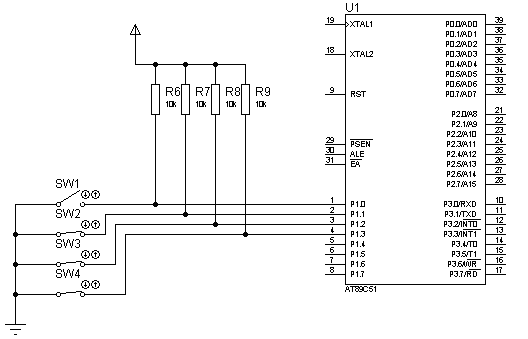 U1
19 XTAL1 P0.0/AD0 39
P0.1/AD1 38
P0.2/AD2 37
18 XTAL2 P0.3/AD3 36
P0.4/AD4 35
P0.5/AD5 34
P0.6/AD6 33
9 RST P0.7/AD7 32
P2.0/A8 21
P2.1/A9 22
P2.2/A10 23
29 PSEN P2.3/A11 24
30 ALE P2.4/A12 25
31 EA P2.5/A13 26
P2.6/A14 27
P2.7/A15 28
1 P1.0 P3.0/RXD 10
2 P1.1 P3.1/TXD 11
3 P1.2 P3.2/INT0 12
4 P1.3 P3.3/INT1 13
5 P1.4 P3.4/T0 14
6 P1.5 P3.5/T1 15
7 P1.6 P3.6/WR 16
8 P1.7 P3.7/RD 17
AT89C51
R6 R7 R8 R9
10k 10k 10k 10k
SW1
SW2
SW3
SW4